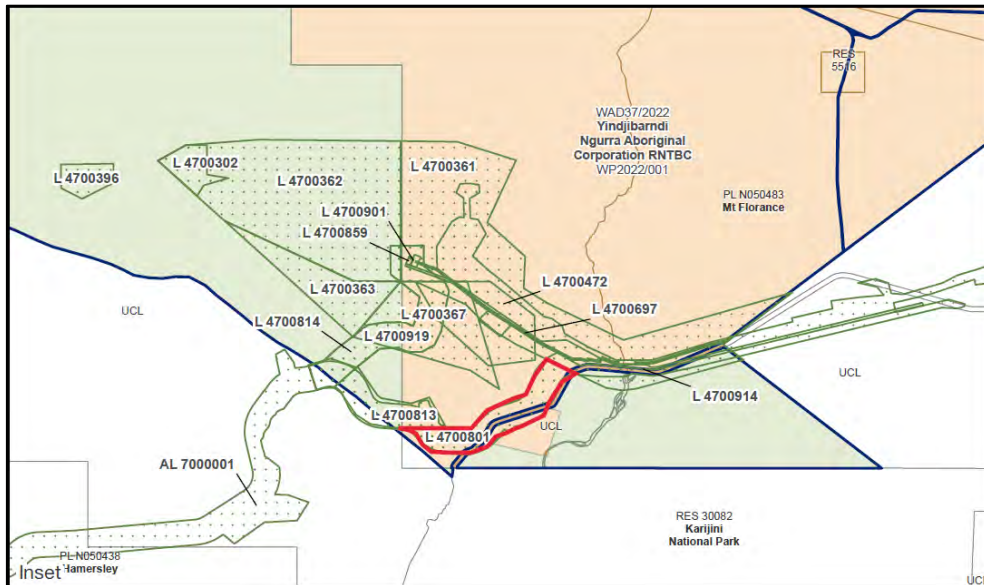 RES
5516
WAD37/2022
Yindjibarndi
Ngurra Aboriginal
Corporation RNTBC
WP2022/001
L 4700302
L 4700361
L 4700396
L 4700362
PL N050483
Mt Florance
L 4700901
L 4700859
L 4700472
L 4700363
UCL
L 4700367
L 4700697
L 4700814
L 4700919
UCL
L 4700914
L 4700813
UCL
L 4700801
AL 7000001
RES 30082
Karijini
National Park
PL N050438
Hamersley
Inset
UCL